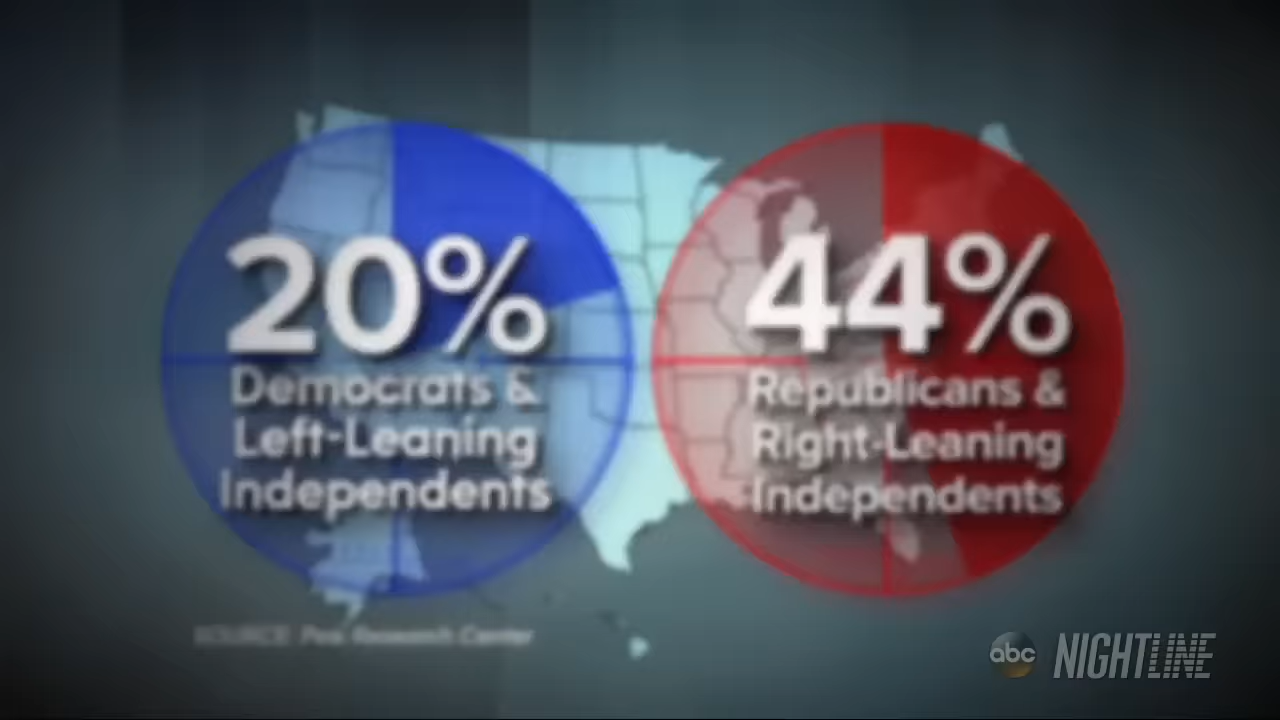 20%
Democrats &
Left-Leaning
Independents
44%
Republicans &
Right-Leaning
Independents
SOURCE: Pew Research Center
abc NIGHTLINE